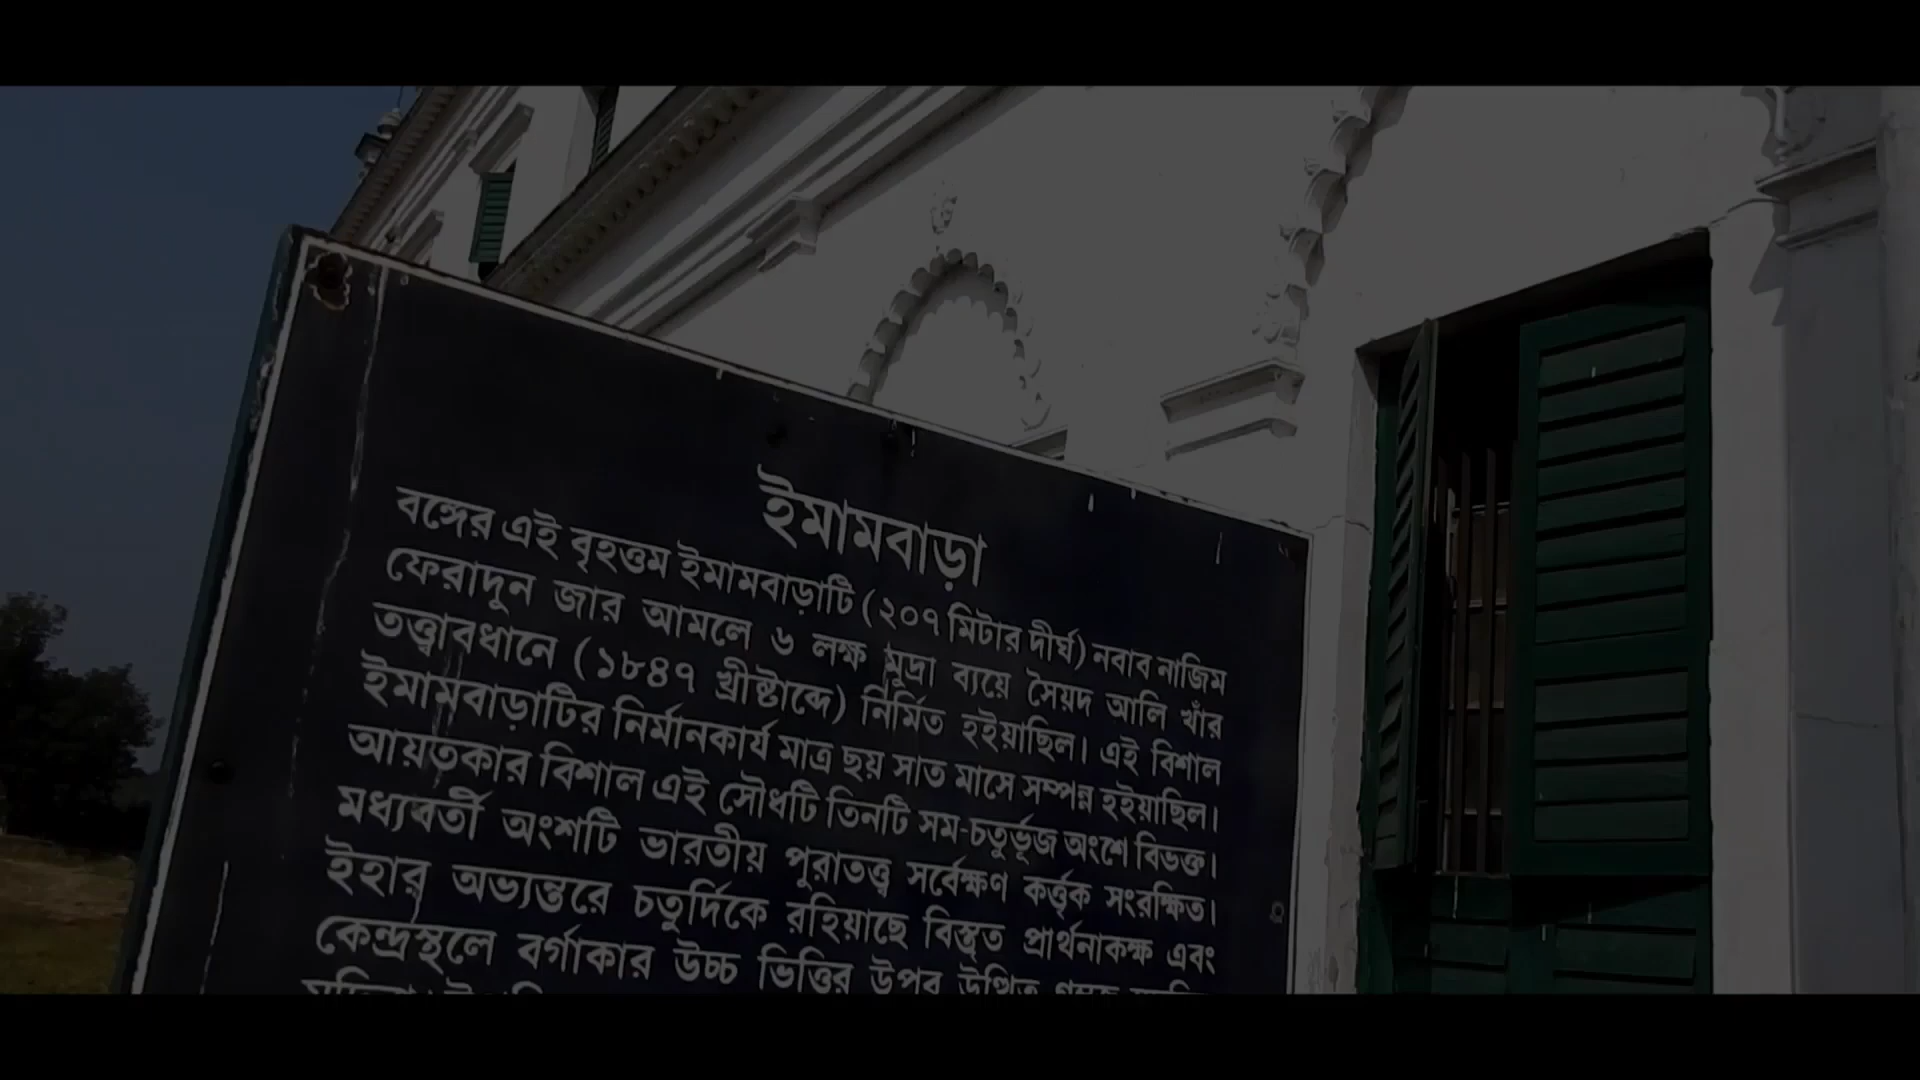 ইমামবাড়া
বঙ্গের এই বৃহত্তম ইমামবাড়াটি (২০৭ মিটার দীর্ঘ) নবাব নাজিম
ফেরাদুন জার আমলে ৬ লক্ষ মুদ্রা ব্যয়ে সৈয়দ আলি খাঁর
তত্ত্বাবধানে (১৮৪৭ খ্রীষ্টাব্দে) নির্মিত হইয়াছিল। এই বিশাল
ইমামবাড়াটির নির্মানকার্য মাত্র ছয় সাত মাসে সম্পন্ন হইয়াছিল।
আয়তকার বিশাল এই সৌধটি তিনটি সম-চতুর্ভূজ অংশে বিভক্ত।
মধ্যবর্তী অংশটি ভারতীয় পুরাতত্ত্ব সর্বেক্ষণ কর্ত্তৃক সংরক্ষিত।
ইহার অভ্যন্তরে চতুর্দিকে রহিয়াছে বিস্তৃত প্রার্থনাকক্ষ এবং
কেন্দ্রস্থলে বর্গাকার উচ্চ ভিত্তির উপর উত্থিত গম্বুজ